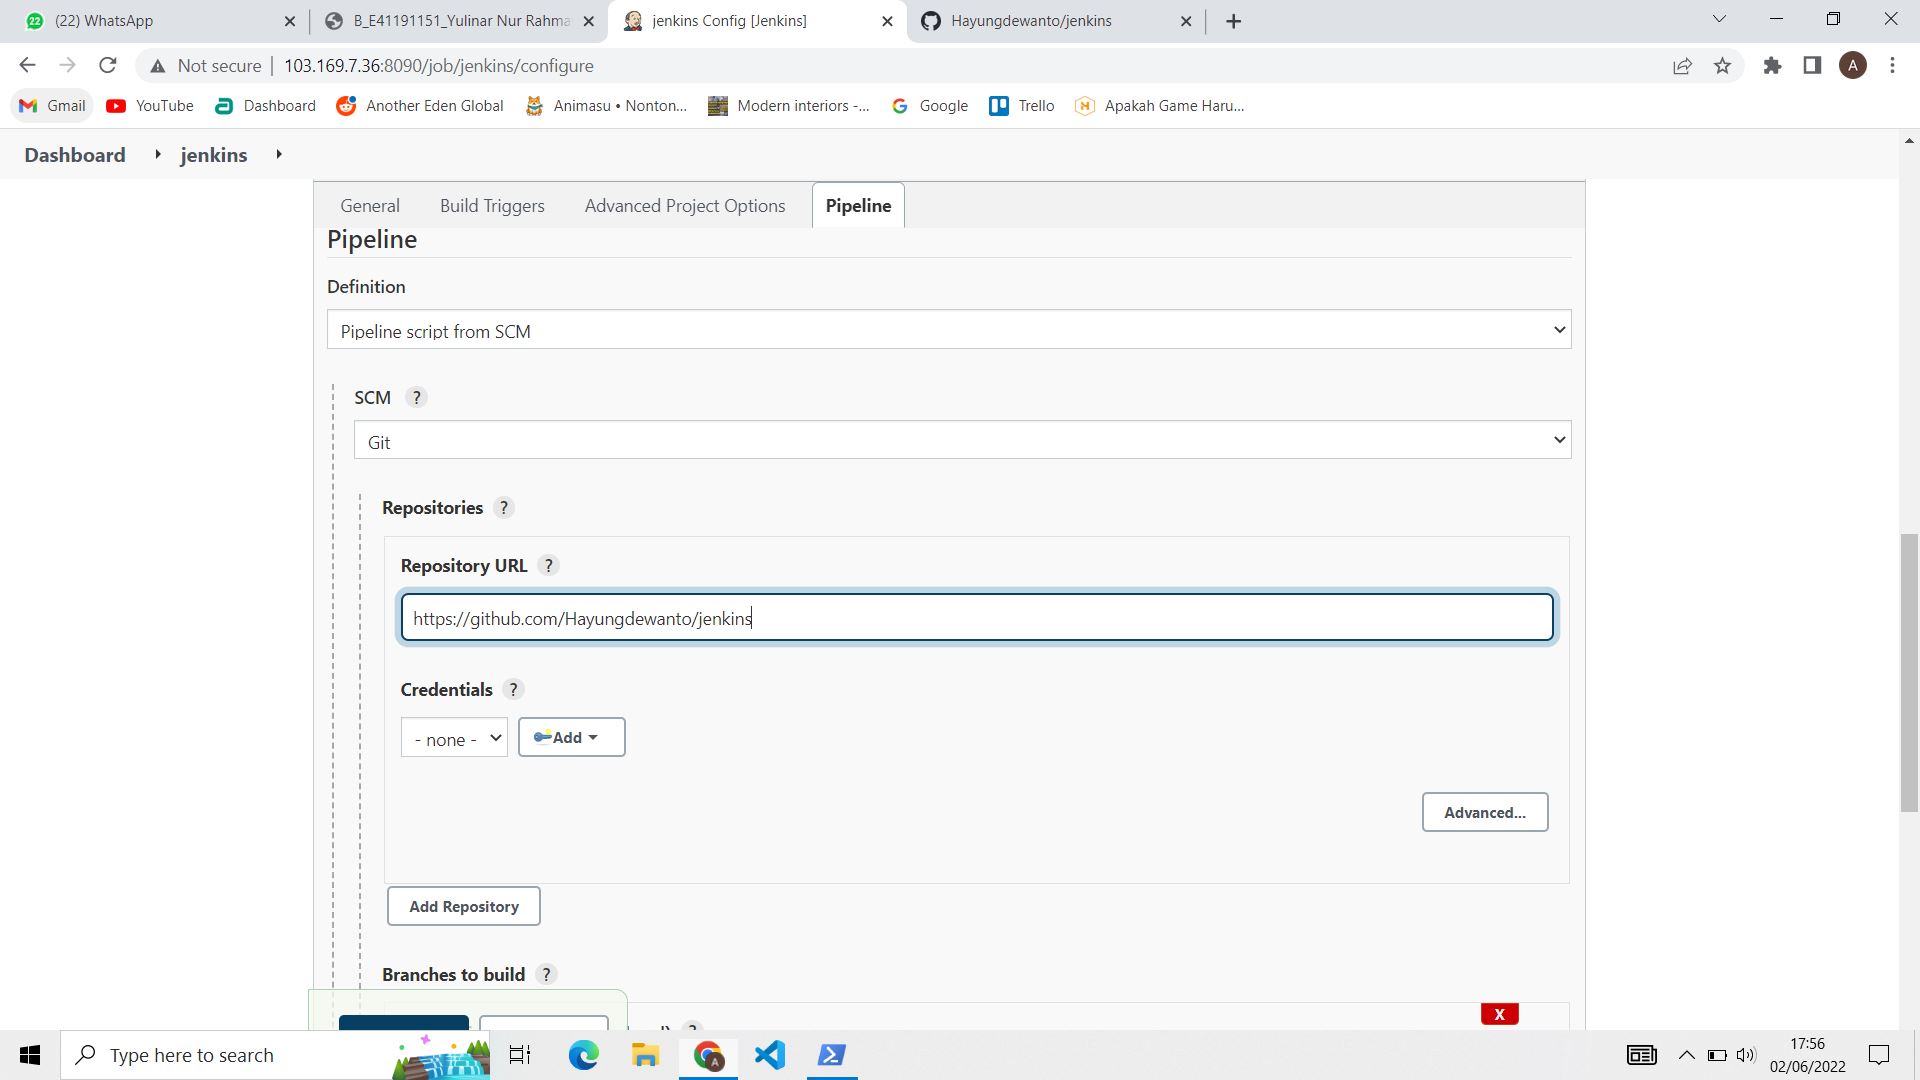 22 (22) WhatsApp
B_E41191151_Yulinar Nur Rahma
jenkins Config [Jenkins]
Hayungdewanto/jenkins
Not secure
103.169.7.36:8090/job/jenkins/configure
A
Gmail
YouTube
Dashboard
Another Eden Global
Animasu • Nonton...
Modern interiors -...
Google
Trello
Apakah Game Haru...
Dashboard
jenkins
General
Build Triggers
Advanced Project Options
Pipeline
Pipeline
Definition
Pipeline script from SCM
SCM ?
Git
Repositories ?
Repository URL ?
https://github.com/Hayungdewanto/jenkins
Credentials ?
- none -
Add
Advanced...
Add Repository
Branches to build ?
X
Type here to search
A
17:56
02/06/2022